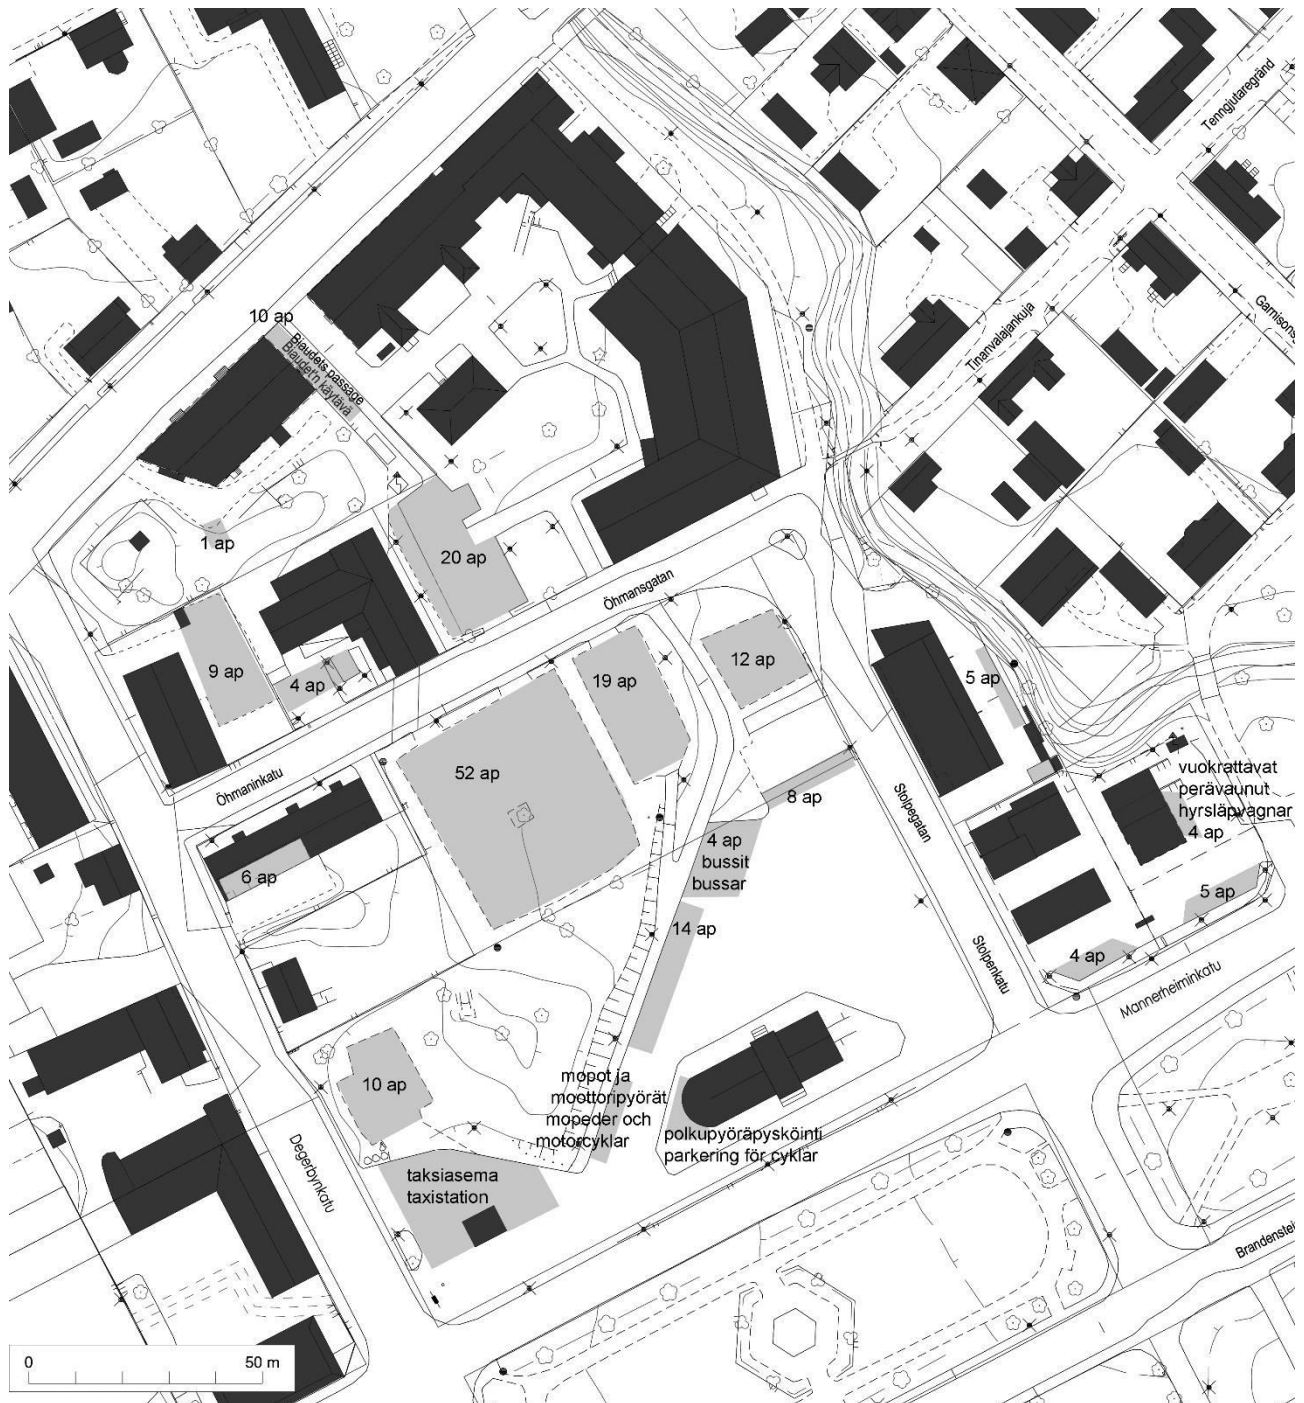 Tenngjutaregränd
10 ap
Biaudets passage
Biaudet'n käytävä
Tinanvalajankuja
1 ap
20 ap
Öhmansgatan
9 ap
4 ap
19 ap
12 ap
5 ap
52 ap
Öhmaninkatu
8 ap
Stolpegatan
vuokrattavat
perävaunut
hyrsläpvagnar
4 ap
6 ap
4 ap
bussit
bussar
5 ap
14 ap
Stolpenkatu
4 ap
Mannerheiminkatu
10 ap
mopot ja
moottoripyörät
mopeder och
motorcyklar
polkupyöräpysköinti
parkering för cyklar
Degerbynkatu
taksiasema
taxistation
0 50 m